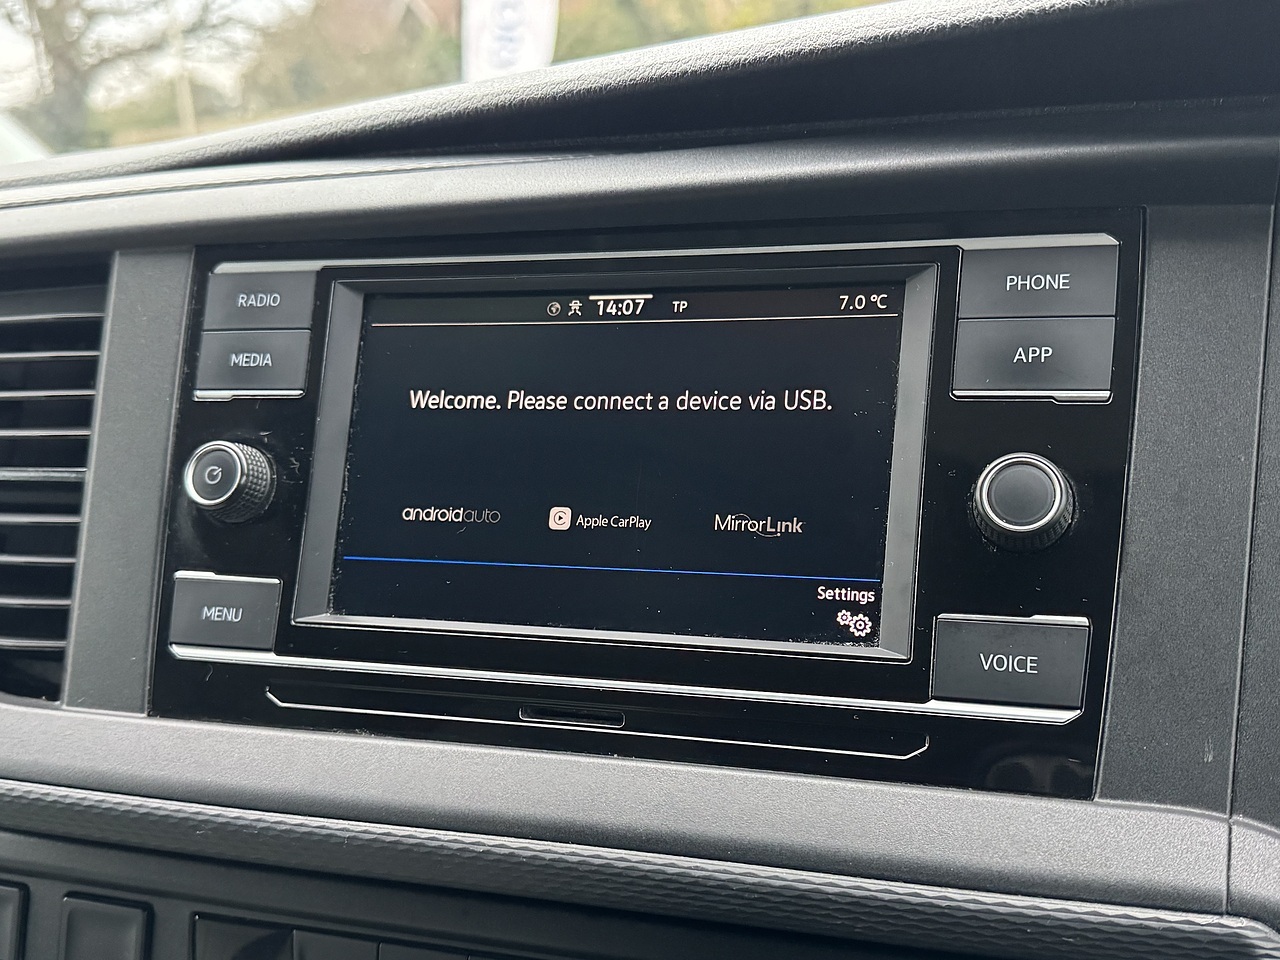 RADIO
MEDIA
MENU
14:07
TP
7.0 °C
Welcome. Please connect a device via USB.
androidauto
Apple CarPlay
MirrorLink
Settings
PHONE
APP
VOICE